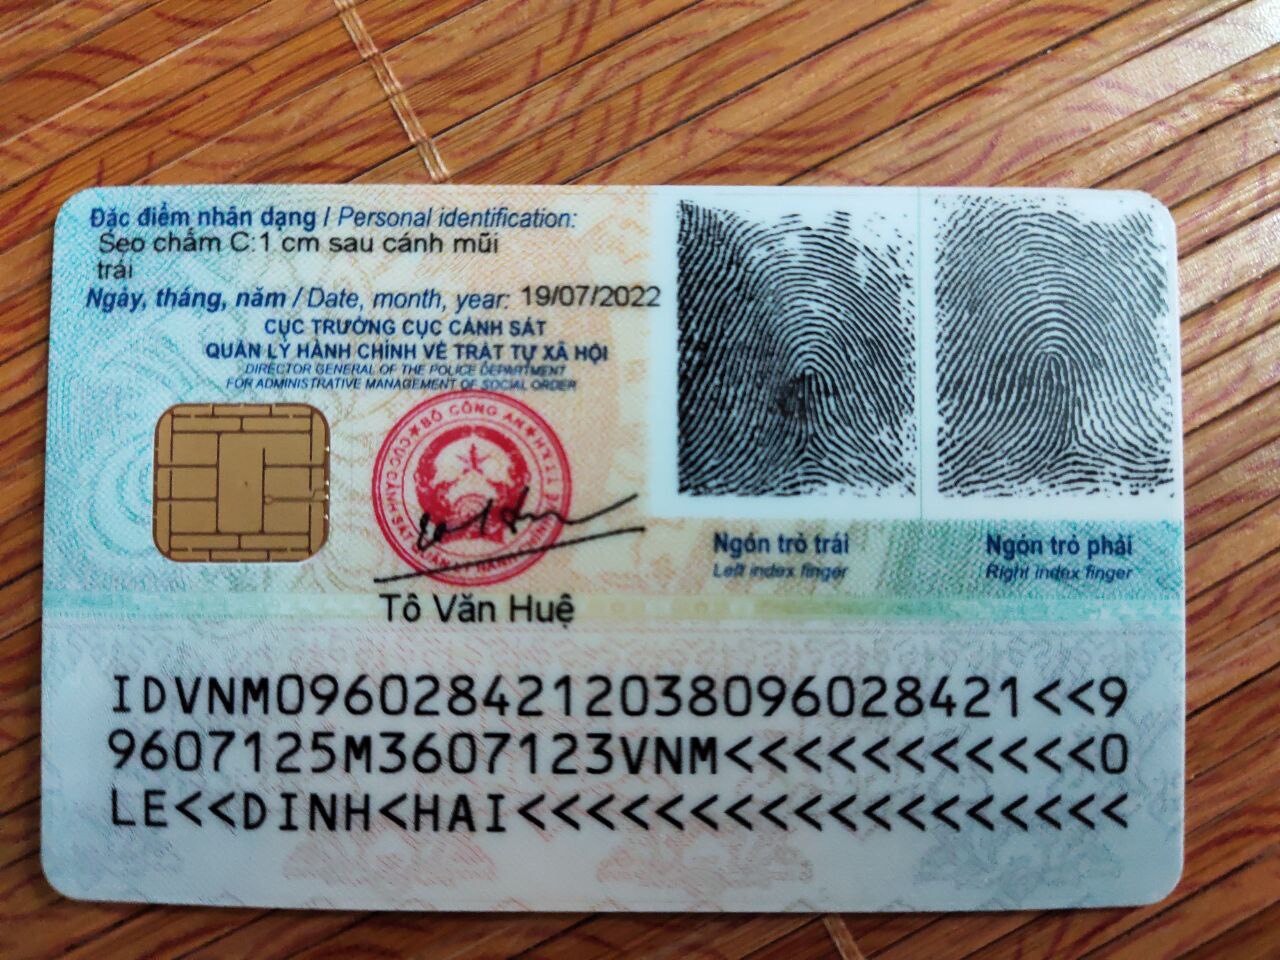 Đặc điểm nhân dạng / Personal identification:
Sẹo chấm C:1 cm sau cánh mũi
trái
Ngày, tháng, năm / Date, month, year: 19/07/2022
CỤC TRƯỞNG CỤC CẢNH SÁT
QUẢN LÝ HÀNH CHÍNH VỀ TRẬT TỰ XÃ HỘI
DIRECTOR GENERAL OF THE POLICE DEPARTMENT
FOR ADMINISTRATIVE MANAGEMENT OF SOCIAL ORDER
BỘ CÔNG AN
Tô Văn Huệ
Ngón trỏ trái
Left index finger
Ngón trỏ phải
Right index finger
IDVNM0960284212038096028421<<9
9607125M3607123VNM<<<<<<<<<<<0
LE<<DINH<HAI<<<<<<<<<<<<<<<<<<